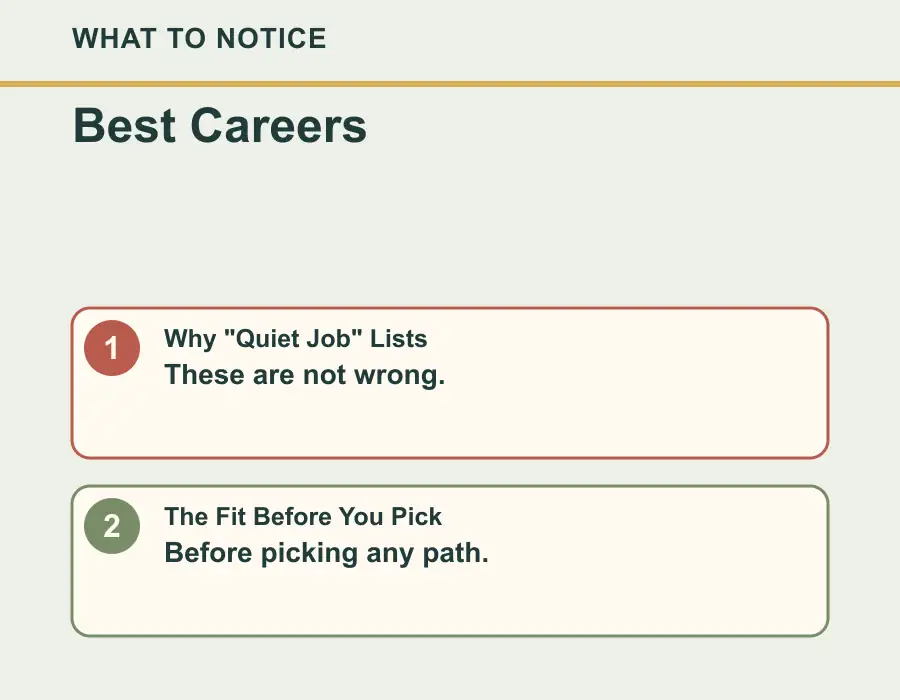 WHAT TO NOTICE
Best Careers
1
Why "Quiet Job" Lists
These are not wrong.
2
The Fit Before You Pick
Before picking any path.